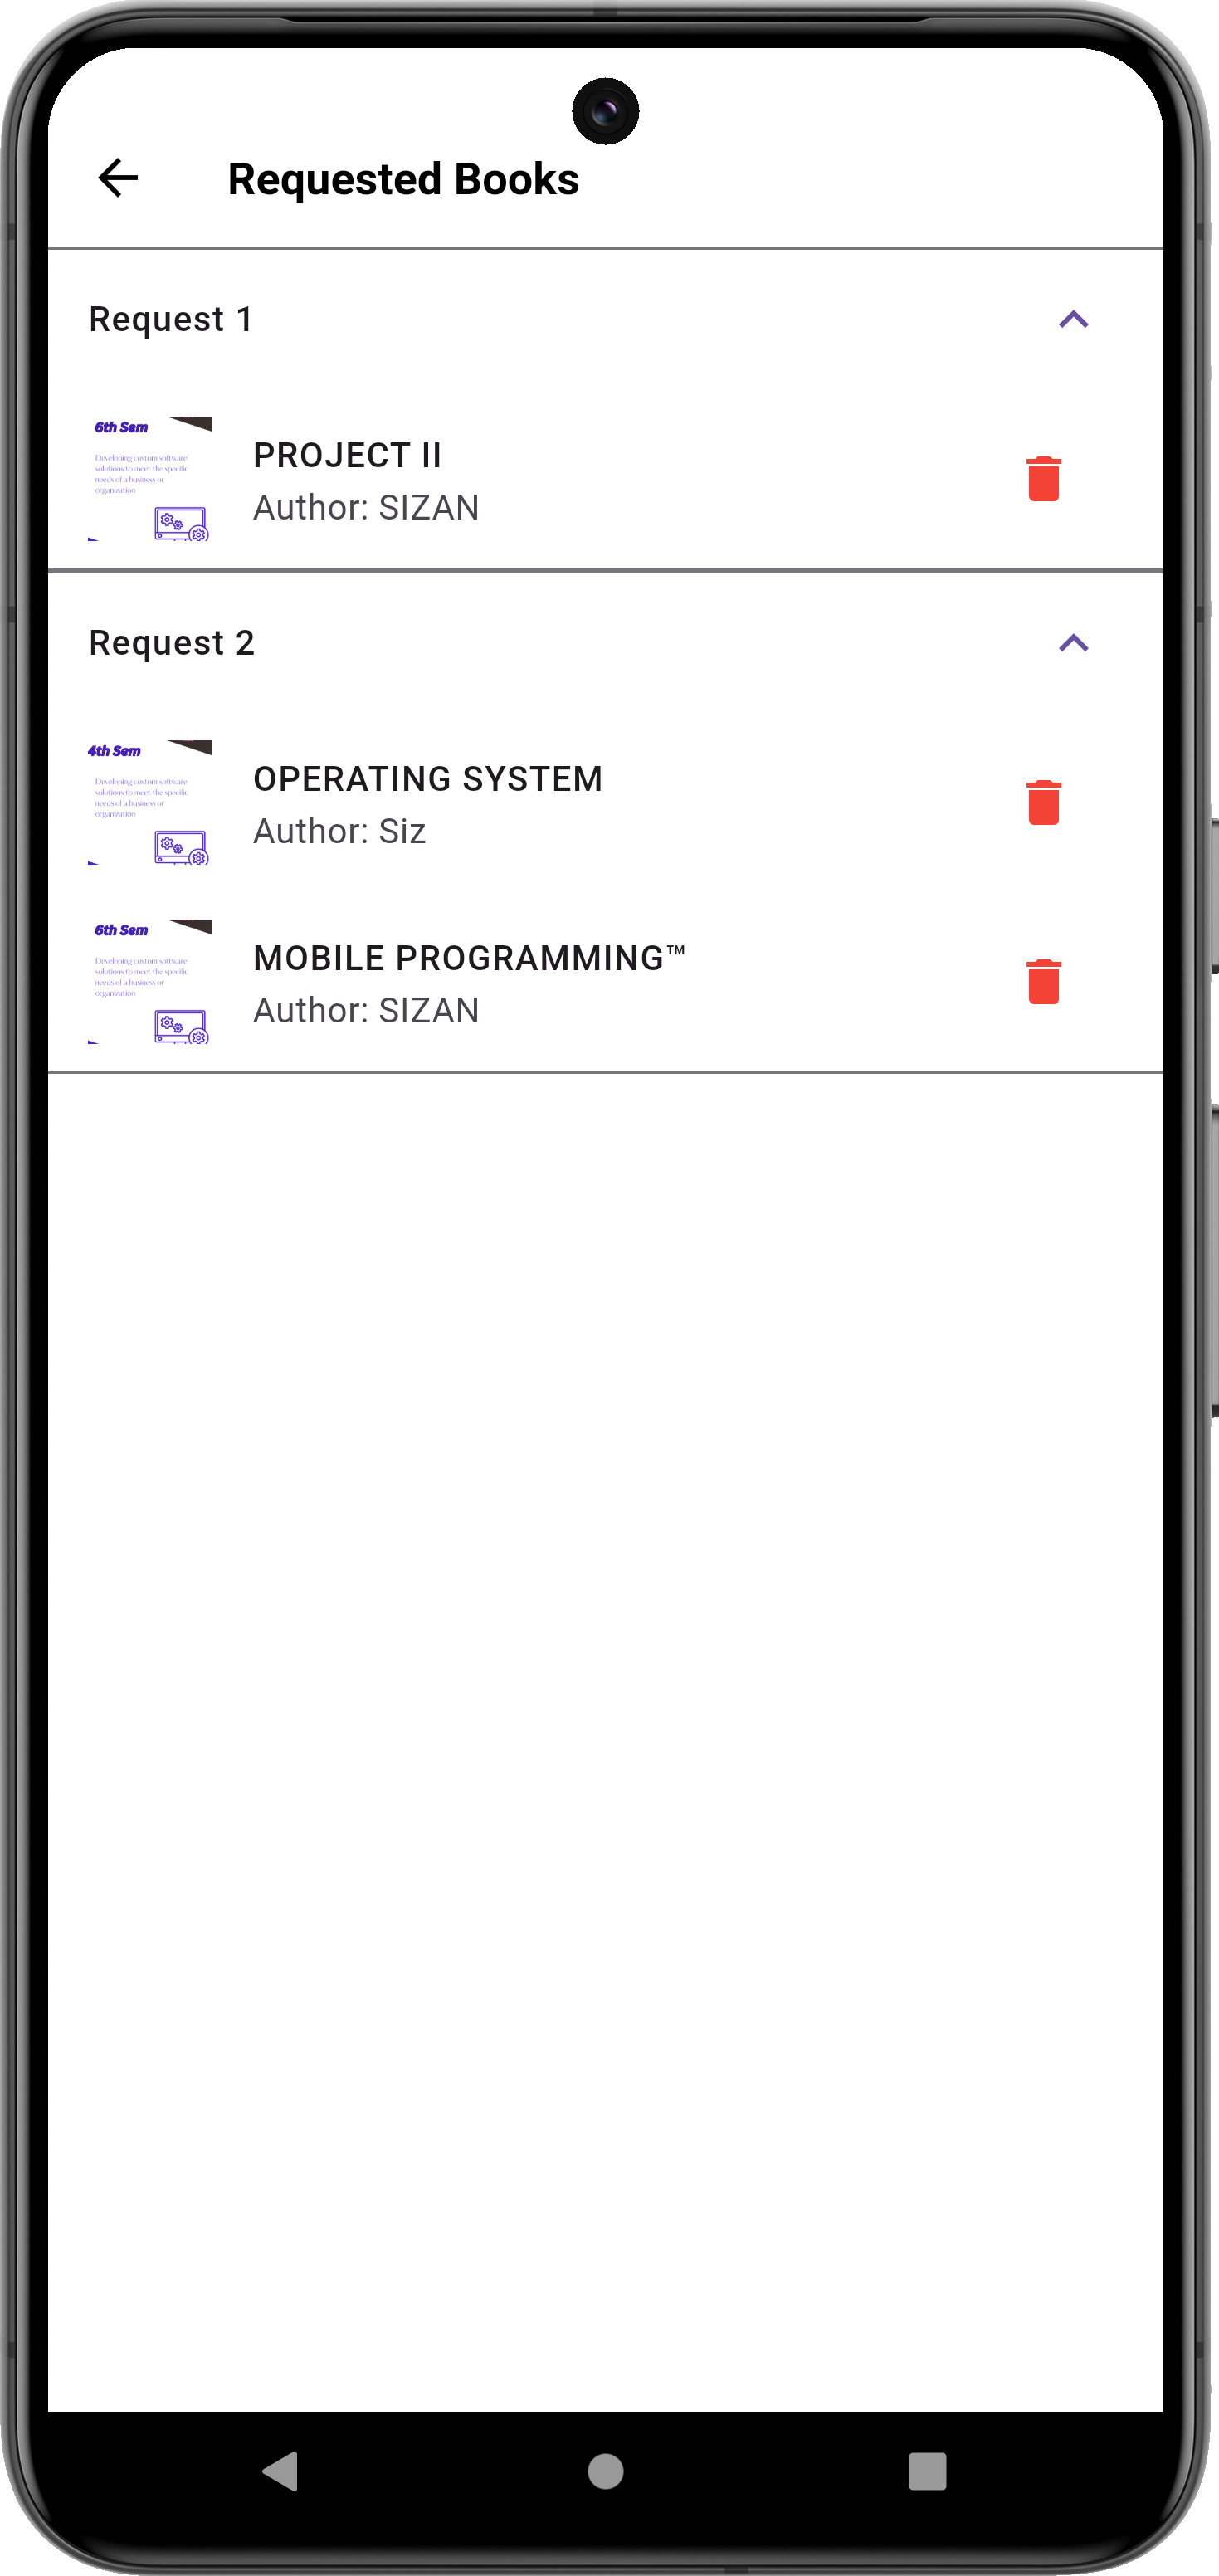 Requested Books
Request 1
6th Sem
Developing custom software
solutions to meet the specific
needs of a business or
organization
PROJECT II
Author: SIZAN
Request 2
4th Sem
Developing custom software
solutions to meet the specific
needs of a business or
organization
OPERATING SYSTEM
Author: Siz
6th Sem
Developing custom software
solutions to meet the specific
needs of a business or
organization
MOBILE PROGRAMMING™
Author: SIZAN